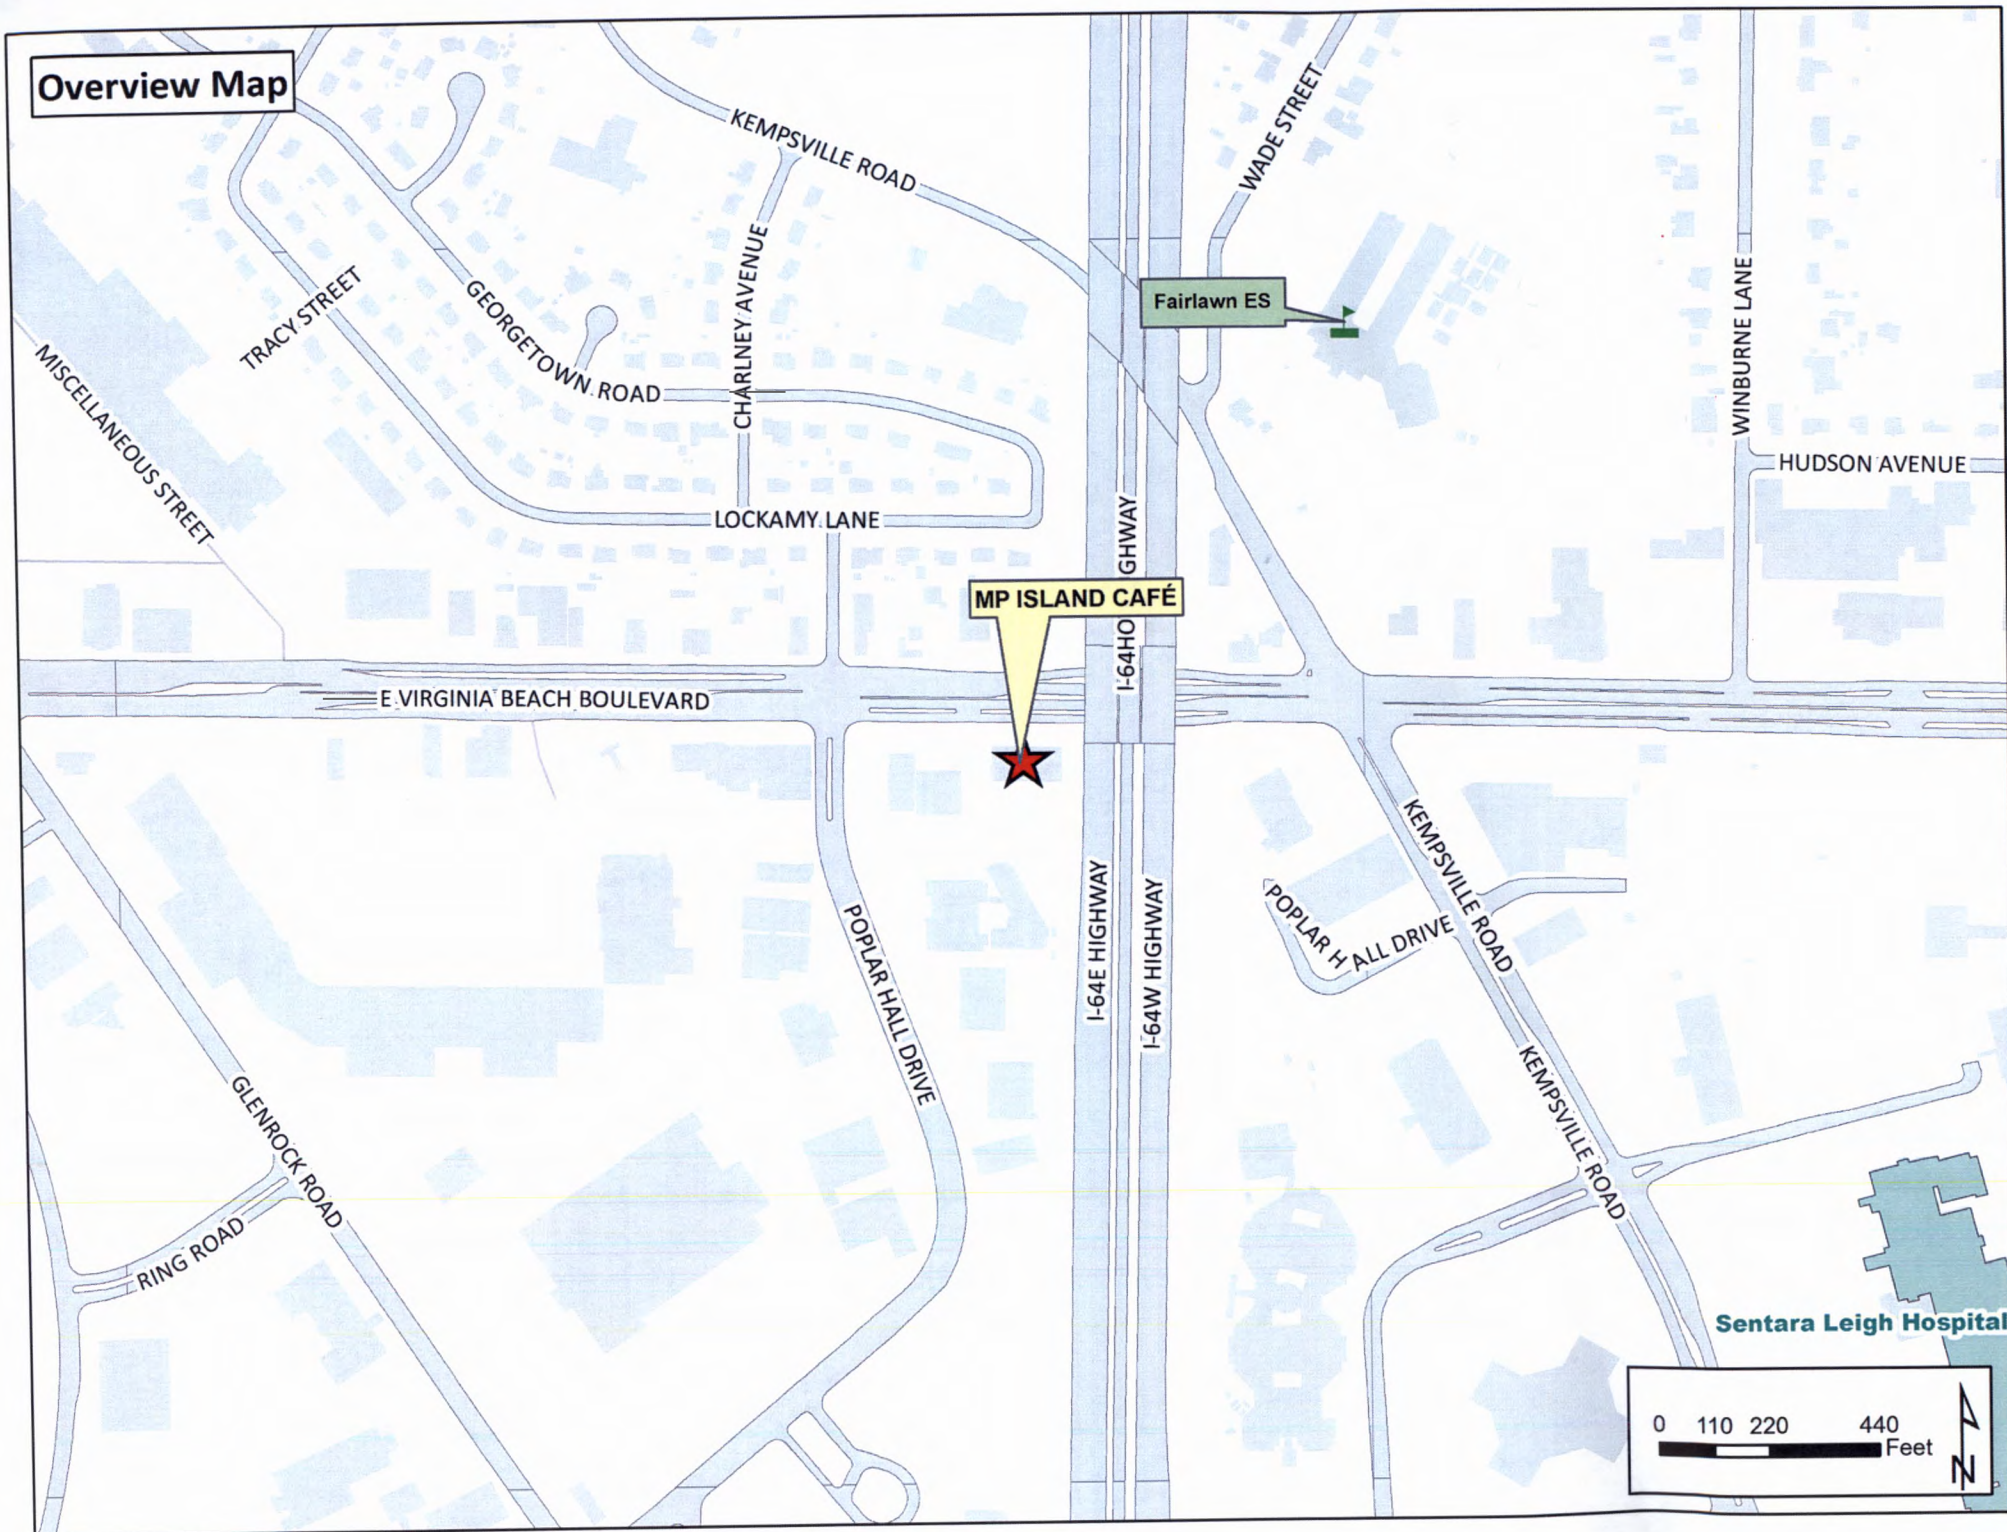 Overview Map
KEMPSVILLE ROAD
WADE STREET
Fairlawn ES
CHARLNEY AVENUE
TRACY STREET
GEORGETOWN ROAD
WINBURNE LANE
MISCELLANEOUS STREET
HUDSON AVENUE
LOCKAMY LANE
I-64HO GHWAY
MP ISLAND CAFÉ
E VIRGINIA BEACH BOULEVARD
KEMPSVILLE ROAD
POPLAR H ALL DRIVE
I-64E HIGHWAY
I-64W HIGHWAY
POPLAR HALL DRIVE
KEMPSVILLE ROAD
GLENROCK ROAD
RING ROAD
Sentara Leigh Hospital
0 110 220 440
Feet
N